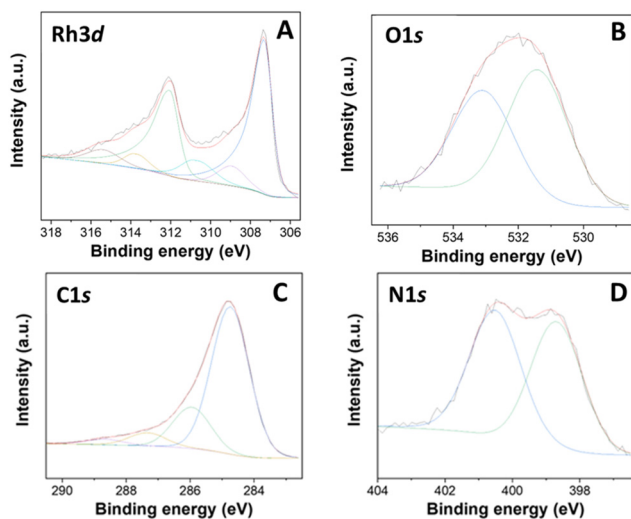 Rh3d
A
Intensity (a.u.)
318 316 314 312 310 308 306
Binding energy (eV)
O1s
B
Intensity (a.u.)
536 534 532 530
Binding energy (eV)
C1s
C
Intensity (a.u.)
290 288 286 284
Binding energy (eV)
N1s
D
Intensity (a.u.)
404 402 400 398
Binding energy (eV)